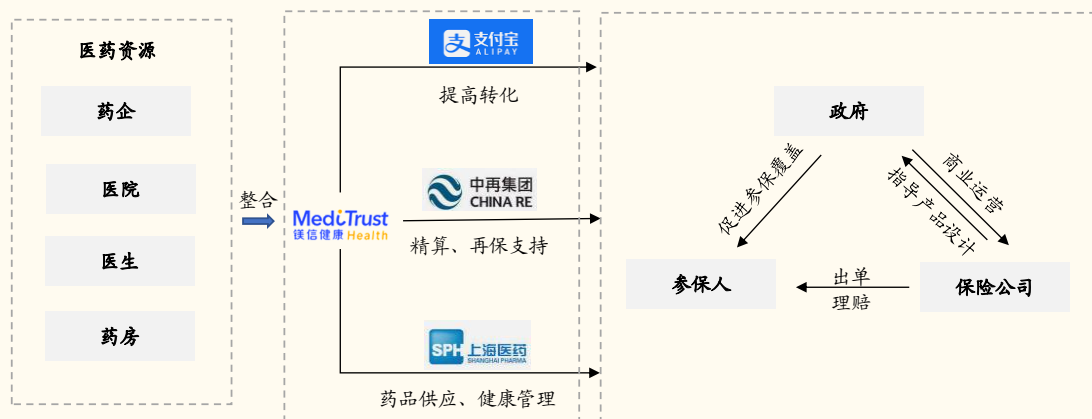 医药资源
药企
医院
医生
药房
整合
MediTrust
镁信健康 Health
支付宝
ALIPAY
提高转化
中再集团
CHINA RE
精算、再保支持
SPH 上海医药
SHANGHAI PHARMA
药品供应、健康管理
政府
促进参保覆盖
商业运营
指导产品设计
参保人
出单
理赔
保险公司